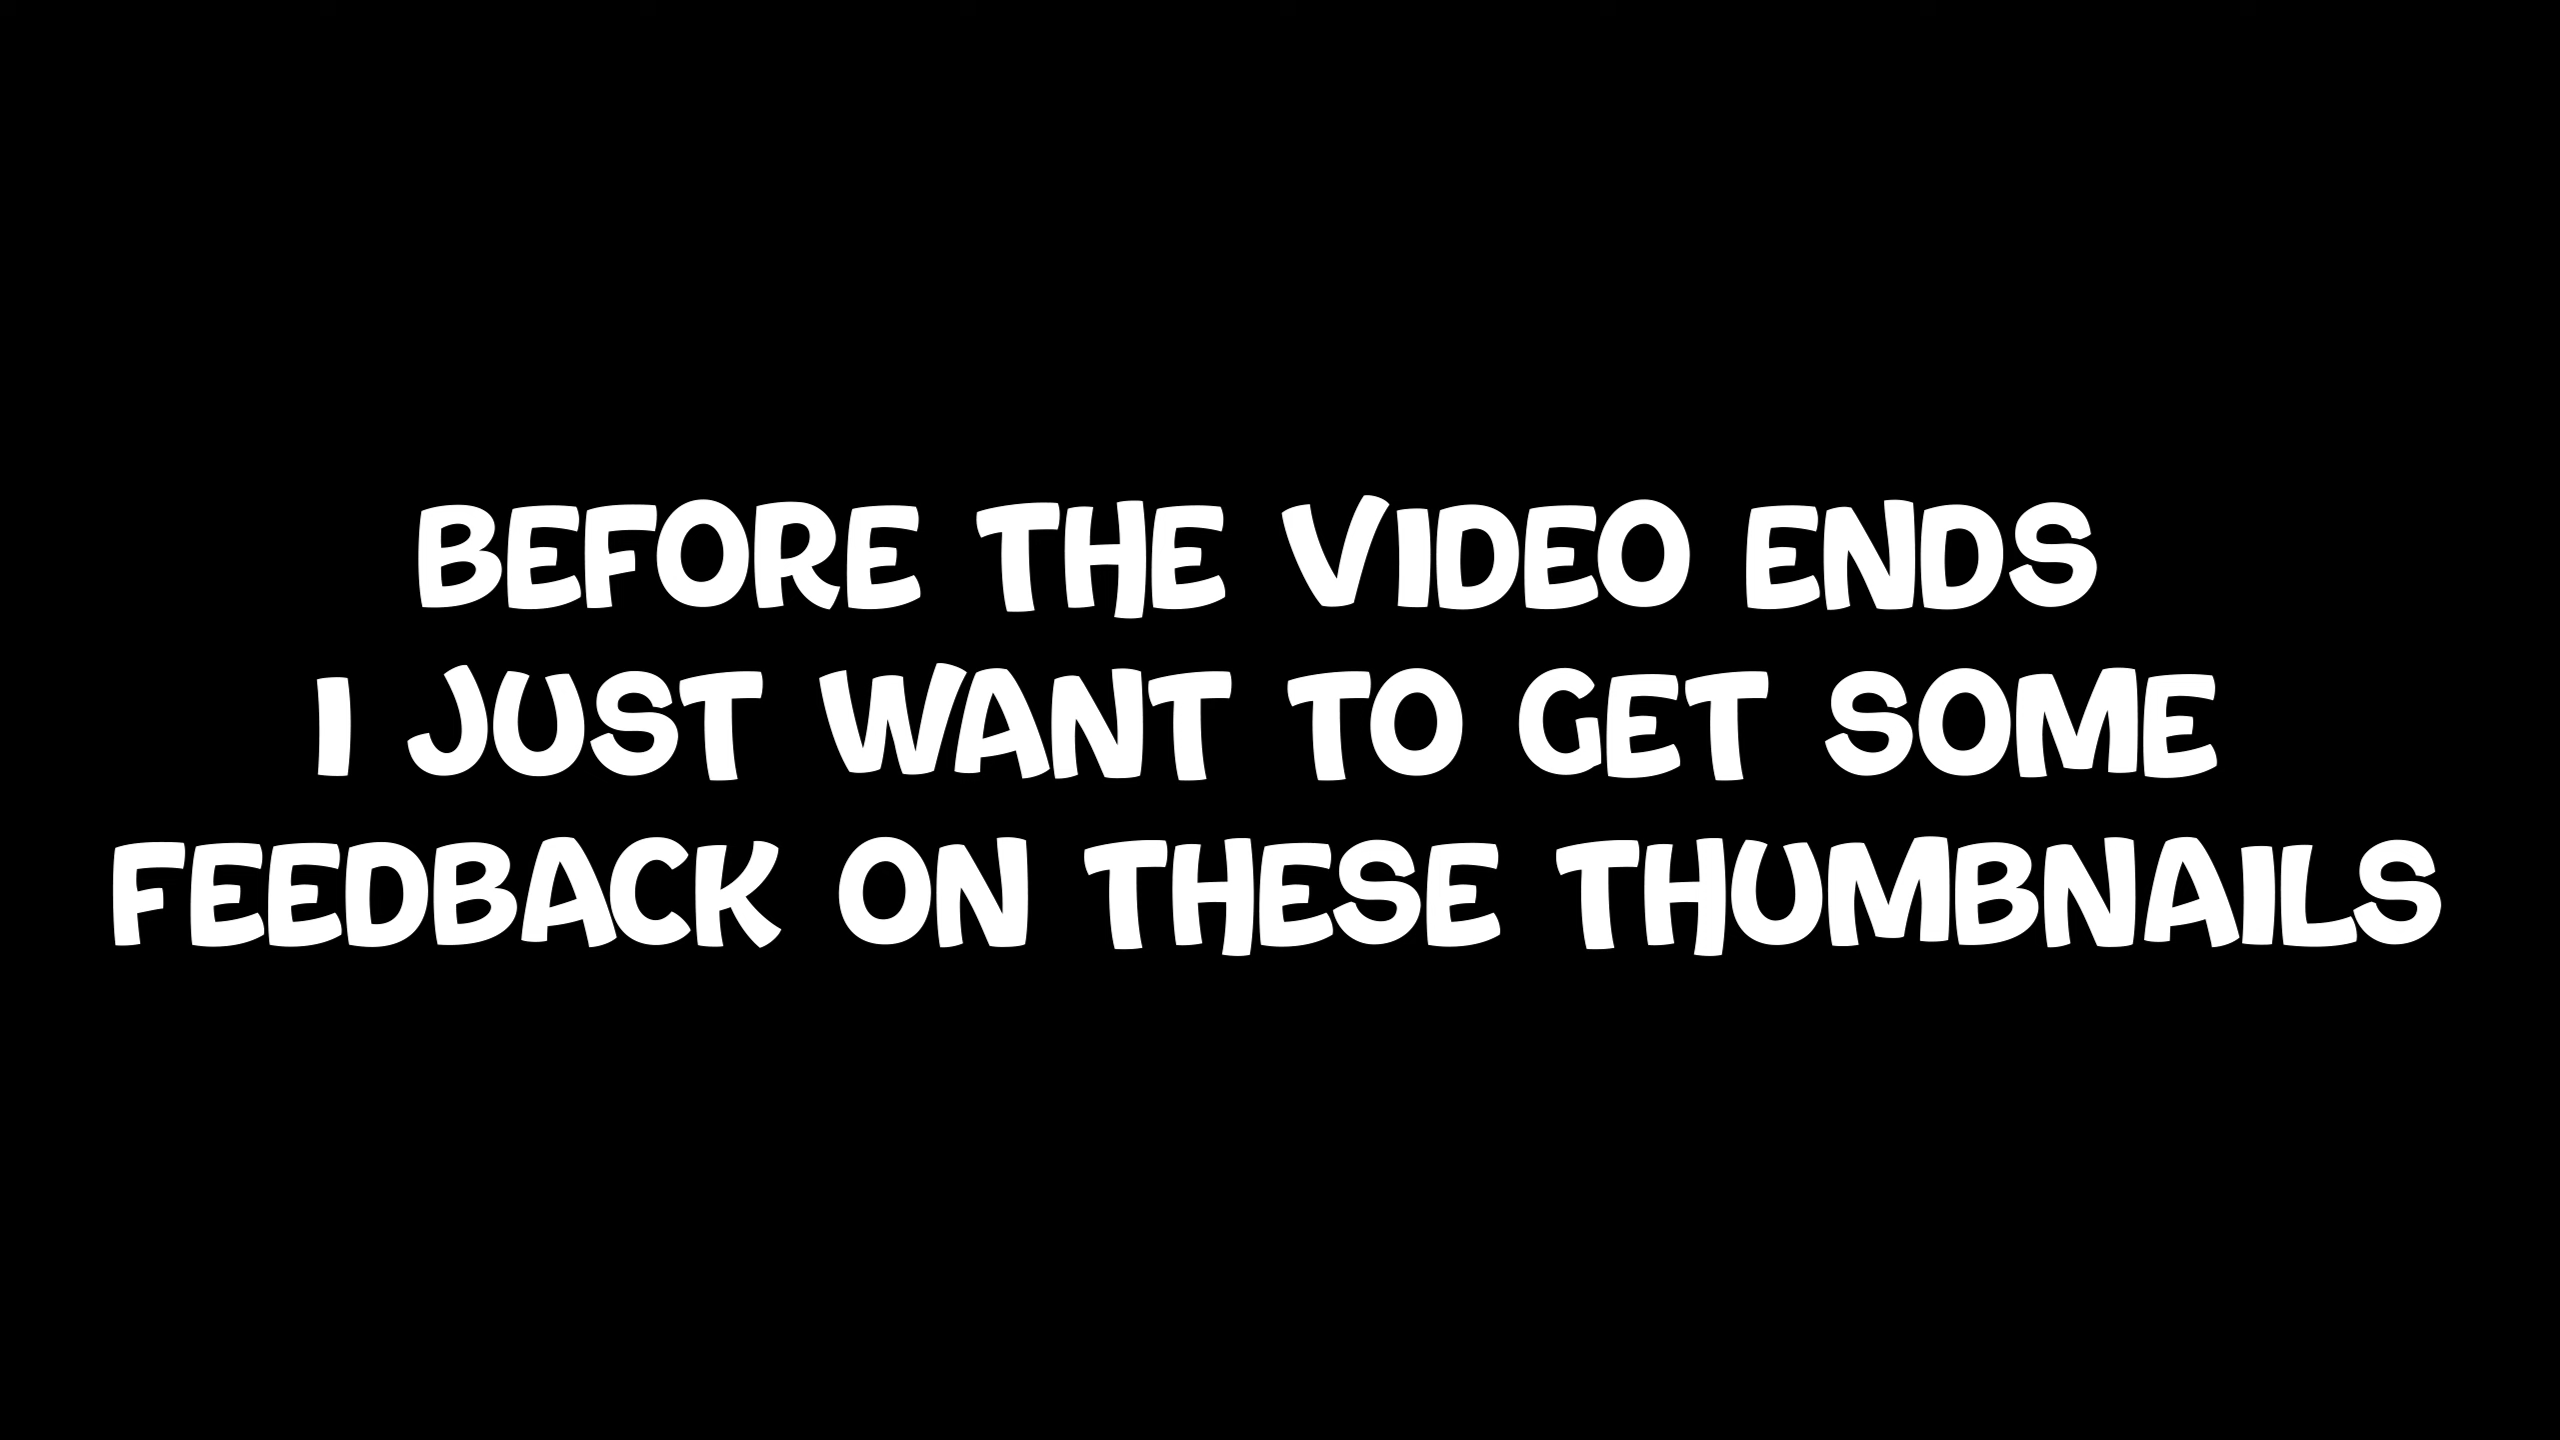 BEFORE THE VIDEO ENDS
I JUST WANT TO GET SOME
FEEDBACK ON THESE THUMBNAILS